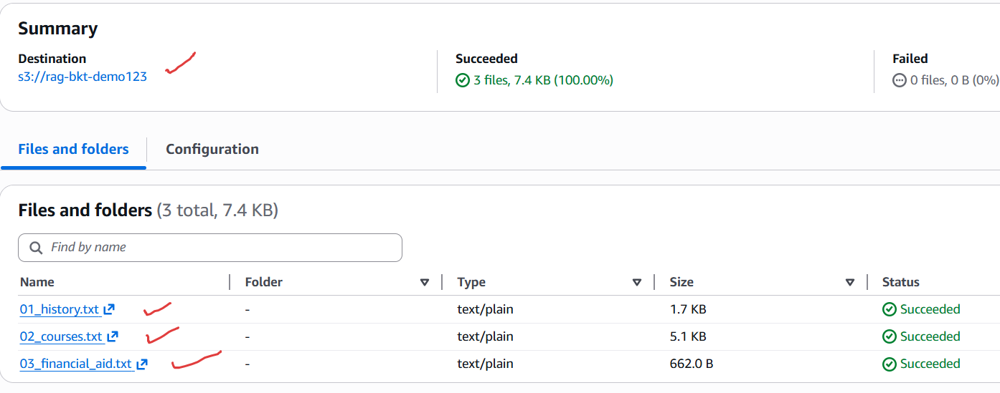 Summary
Destination
s3://rag-bkt-demo123
Succeeded
3 files, 7.4 KB (100.00%)
Failed
0 files, 0 B (0%)
Files and folders
Configuration
Files and folders (3 total, 7.4 KB)
Find by name
Name Folder Type Size Status
01_history.txt - text/plain 1.7 KB Succeeded
02_courses.txt - text/plain 5.1 KB Succeeded
03_financial_aid.txt - text/plain 662.0 B Succeeded